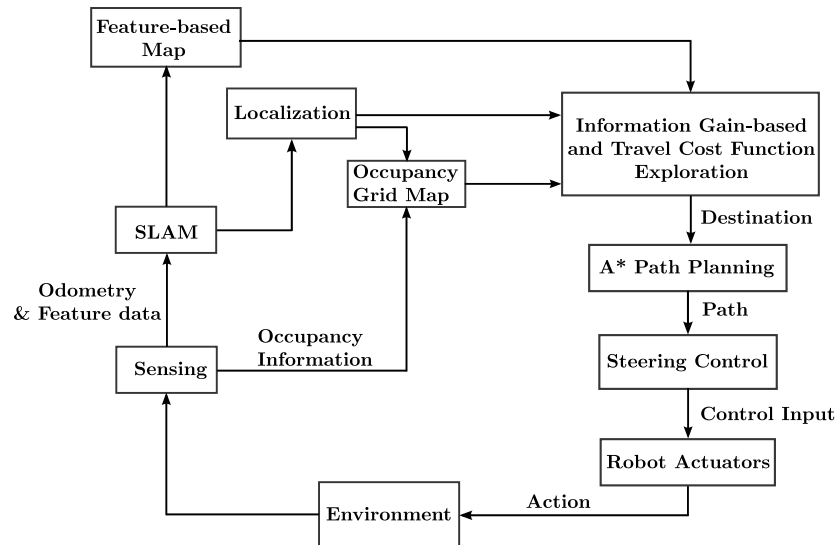 Feature-based
Map
Localization
Information Gain-based
and Travel Cost Function
Exploration
Occupancy
Grid Map
SLAM
Destination
A* Path Planning
Odometry
& Feature data
Path
Occupancy
Information
Steering Control
Sensing
Control Input
Robot Actuators
Action
Environment